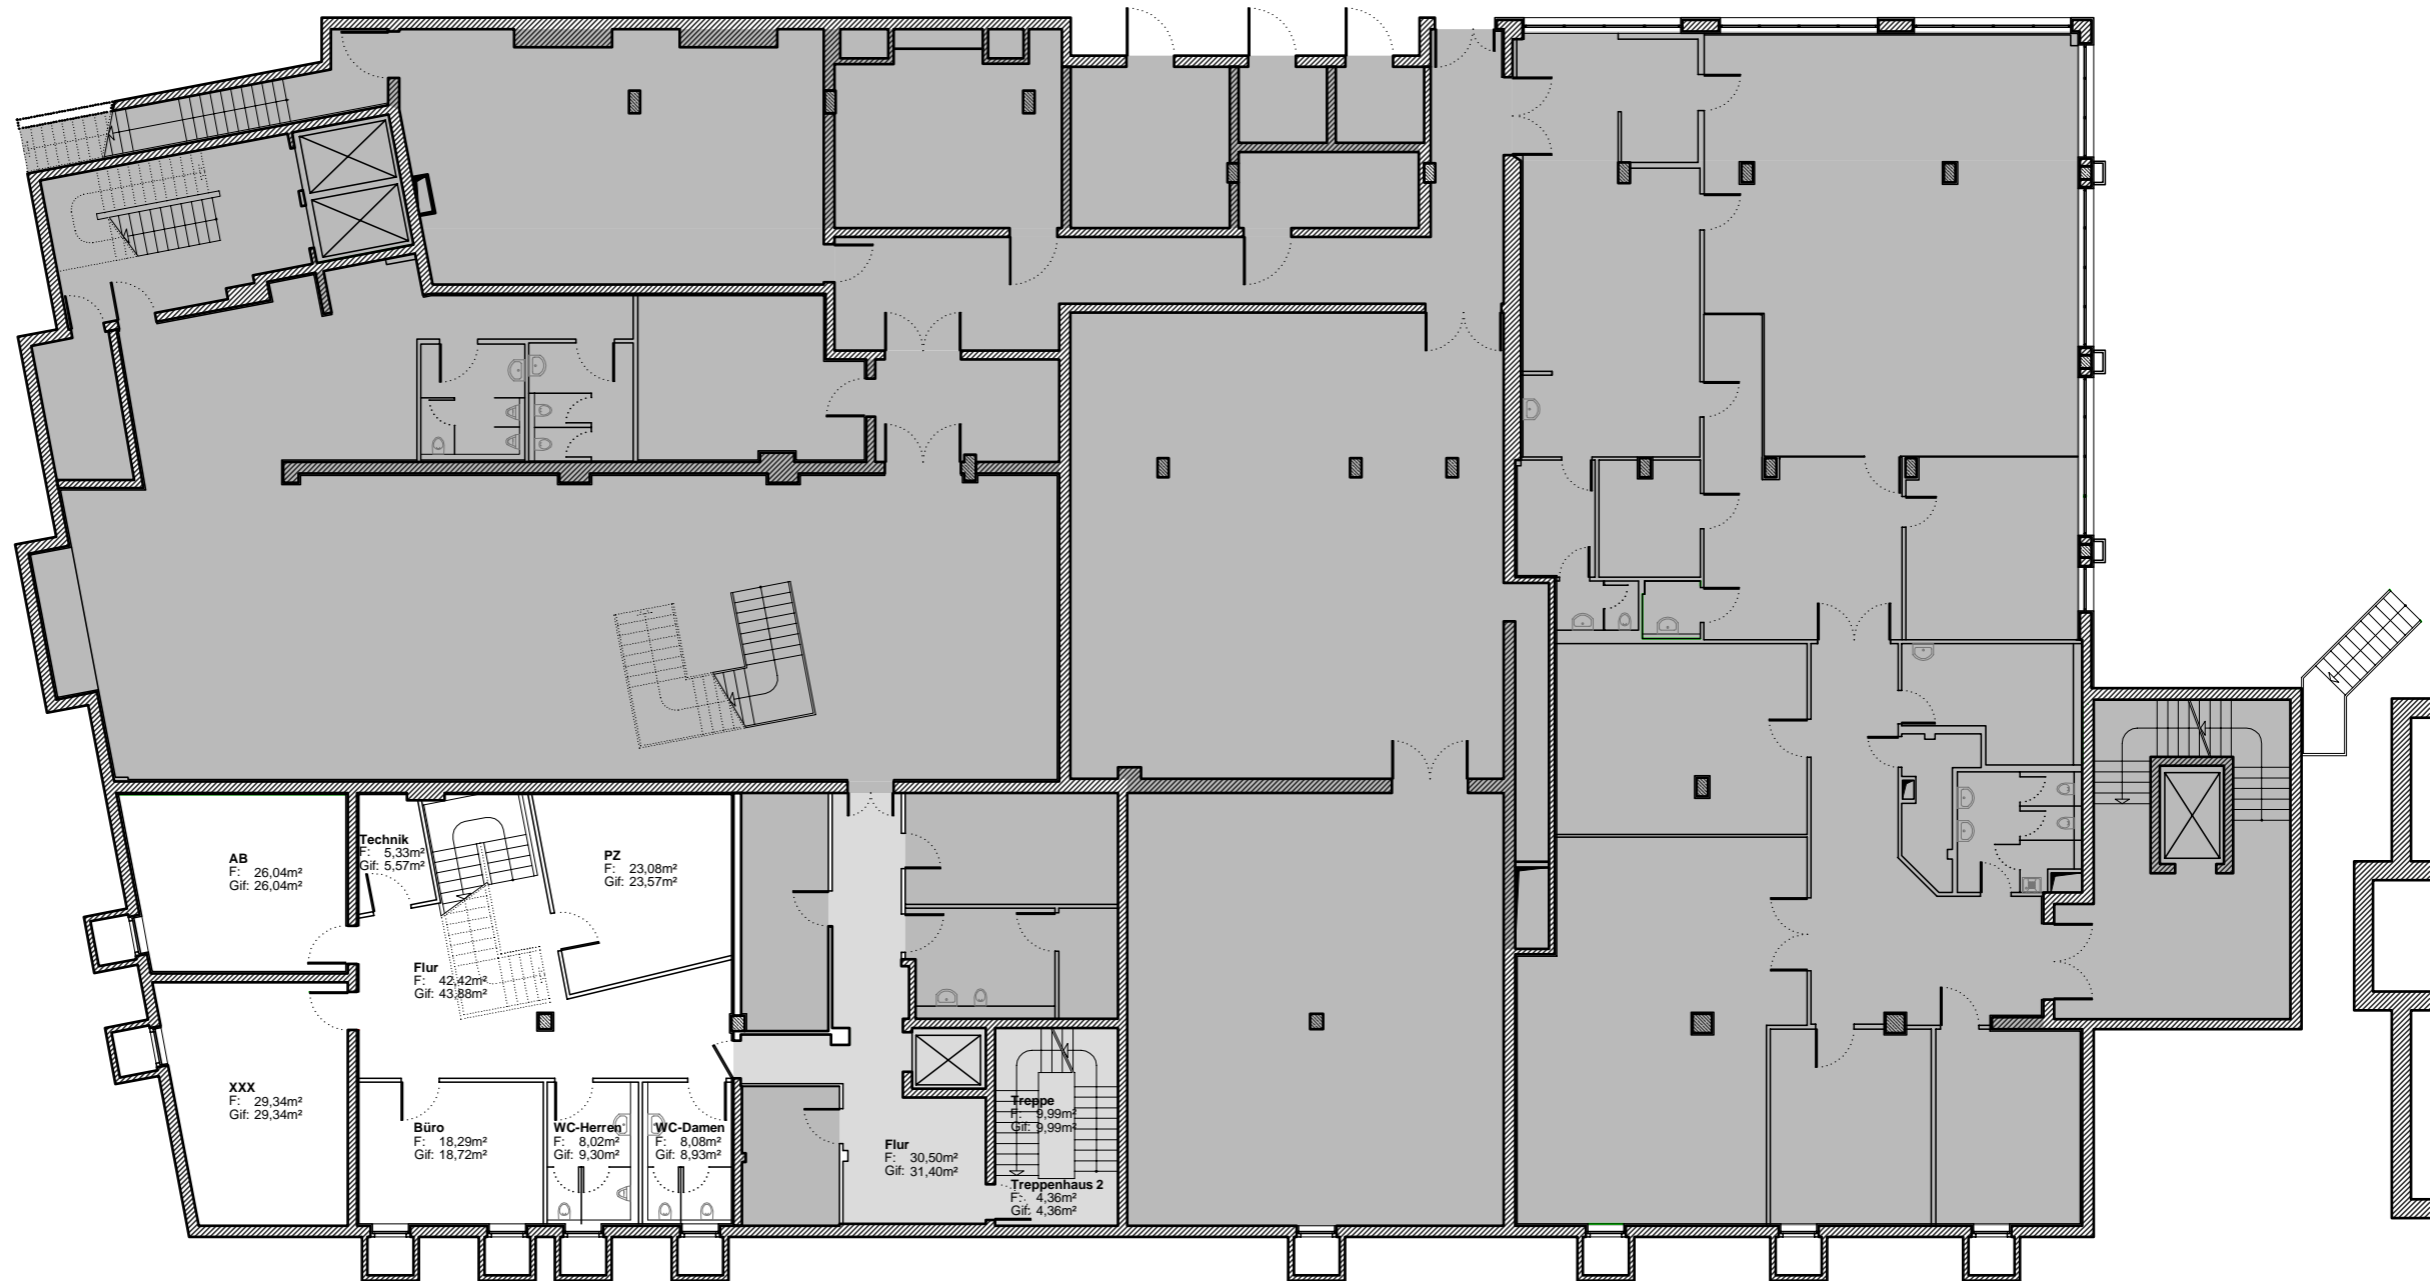 Technik
F: 5,33m²
Gif: 5,57m²
AB
F: 26,04m²
Gif: 26,04m²
PZ
F: 23,08m²
Gif: 23,57m²
Flur
F: 42,42m²
Gif: 43,88m²
XXX
F: 29,34m²
Gif: 29,34m²
Büro
F: 18,29m²
Gif: 18,72m²
WC-Herren
F: 8,02m²
Gif: 9,30m²
WC-Damen
F: 8,08m²
Gif: 8,93m²
Flur
F: 30,50m²
Gif: 31,40m²
Treppe
F: 9,99m²
Gif: 9,99m²
Treppenhaus 2
F: 4,36m²
Gif: 4,36m²